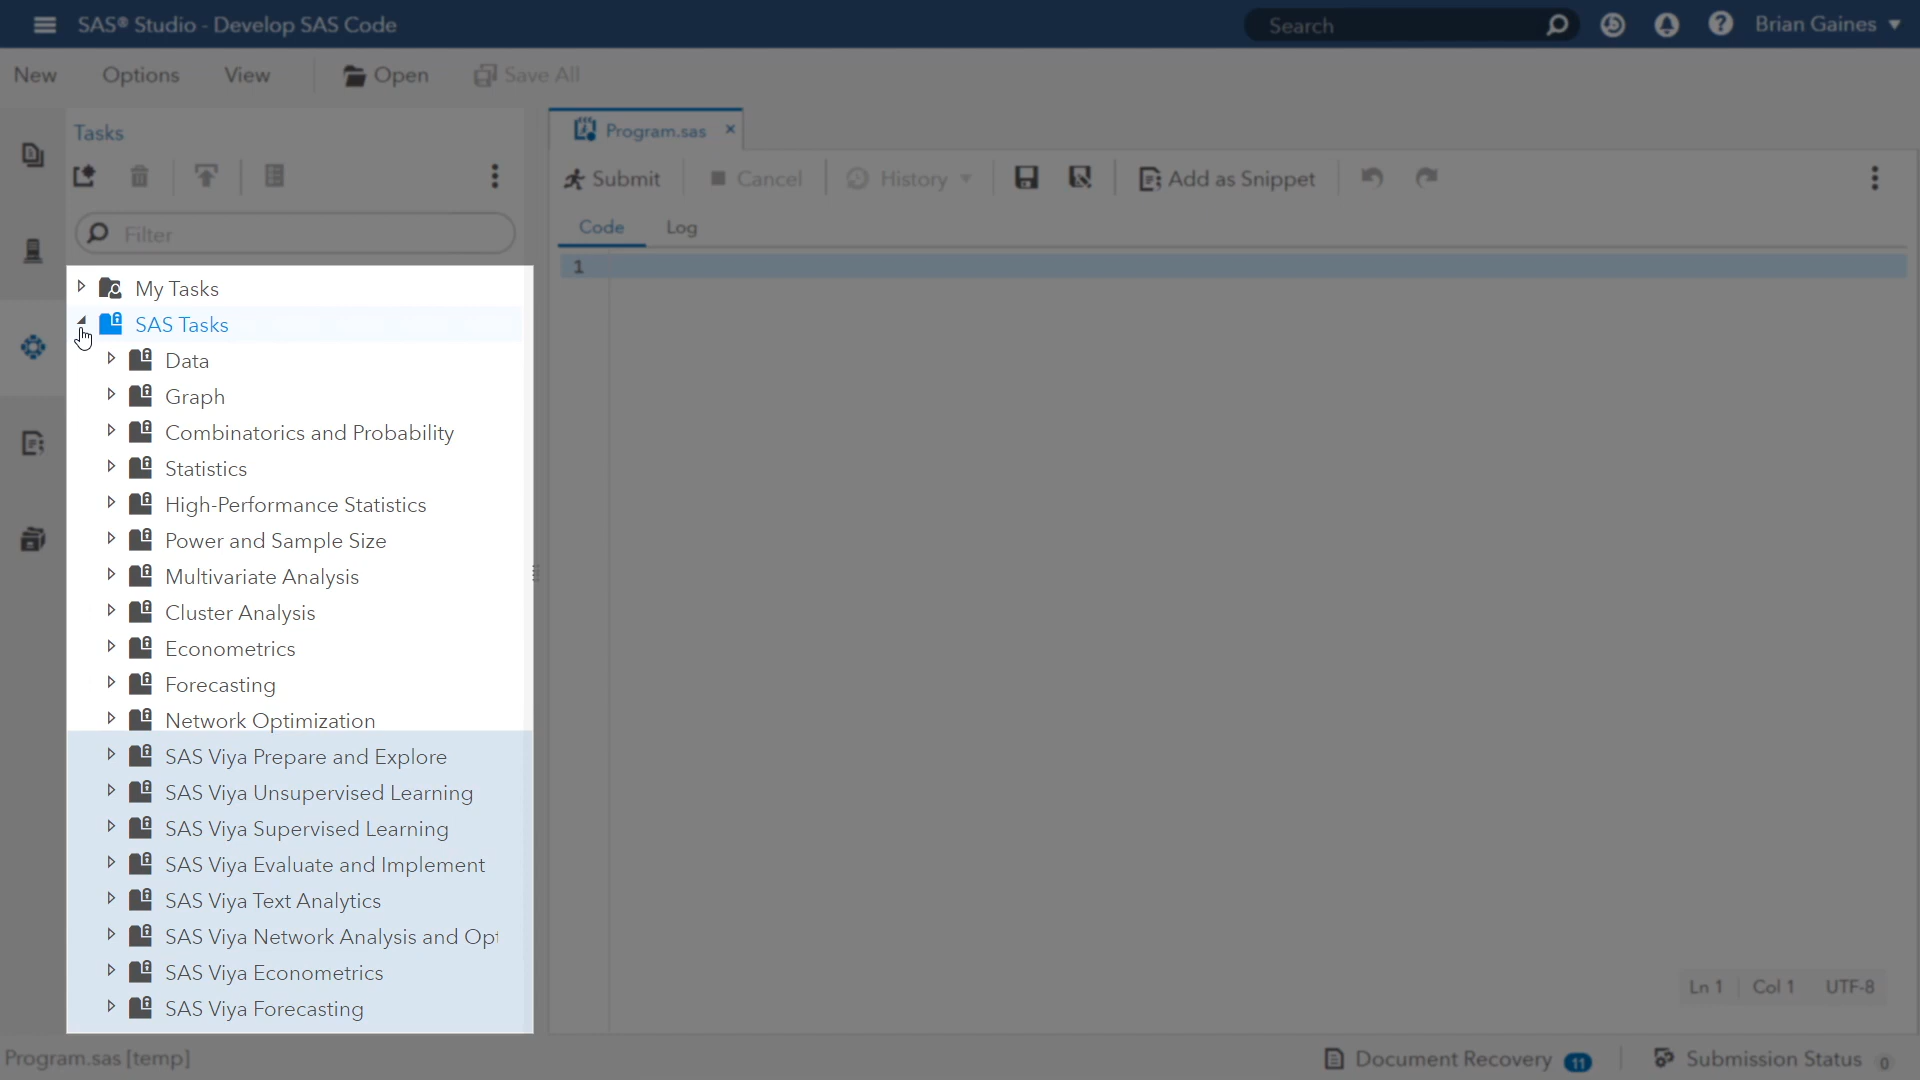 SAS® Studio - Develop SAS Code
Search
Brian Gaines
New
Options
View
Open
Save All
Tasks
Filter
My Tasks
SAS Tasks
Data
Graph
Combinatorics and Probability
Statistics
High-Performance Statistics
Power and Sample Size
Multivariate Analysis
Cluster Analysis
Econometrics
Forecasting
Network Optimization
SAS Viya Prepare and Explore
SAS Viya Unsupervised Learning
SAS Viya Supervised Learning
SAS Viya Evaluate and Implement
SAS Viya Text Analytics
SAS Viya Network Analysis and Opt
SAS Viya Econometrics
SAS Viya Forecasting
Program.sas
Submit
Cancel
History
Add as Snippet
Code
Log
1
Ln 1
Col 1
UTF-8
Program.sas [temp]
Document Recovery 11
Submission Status 0